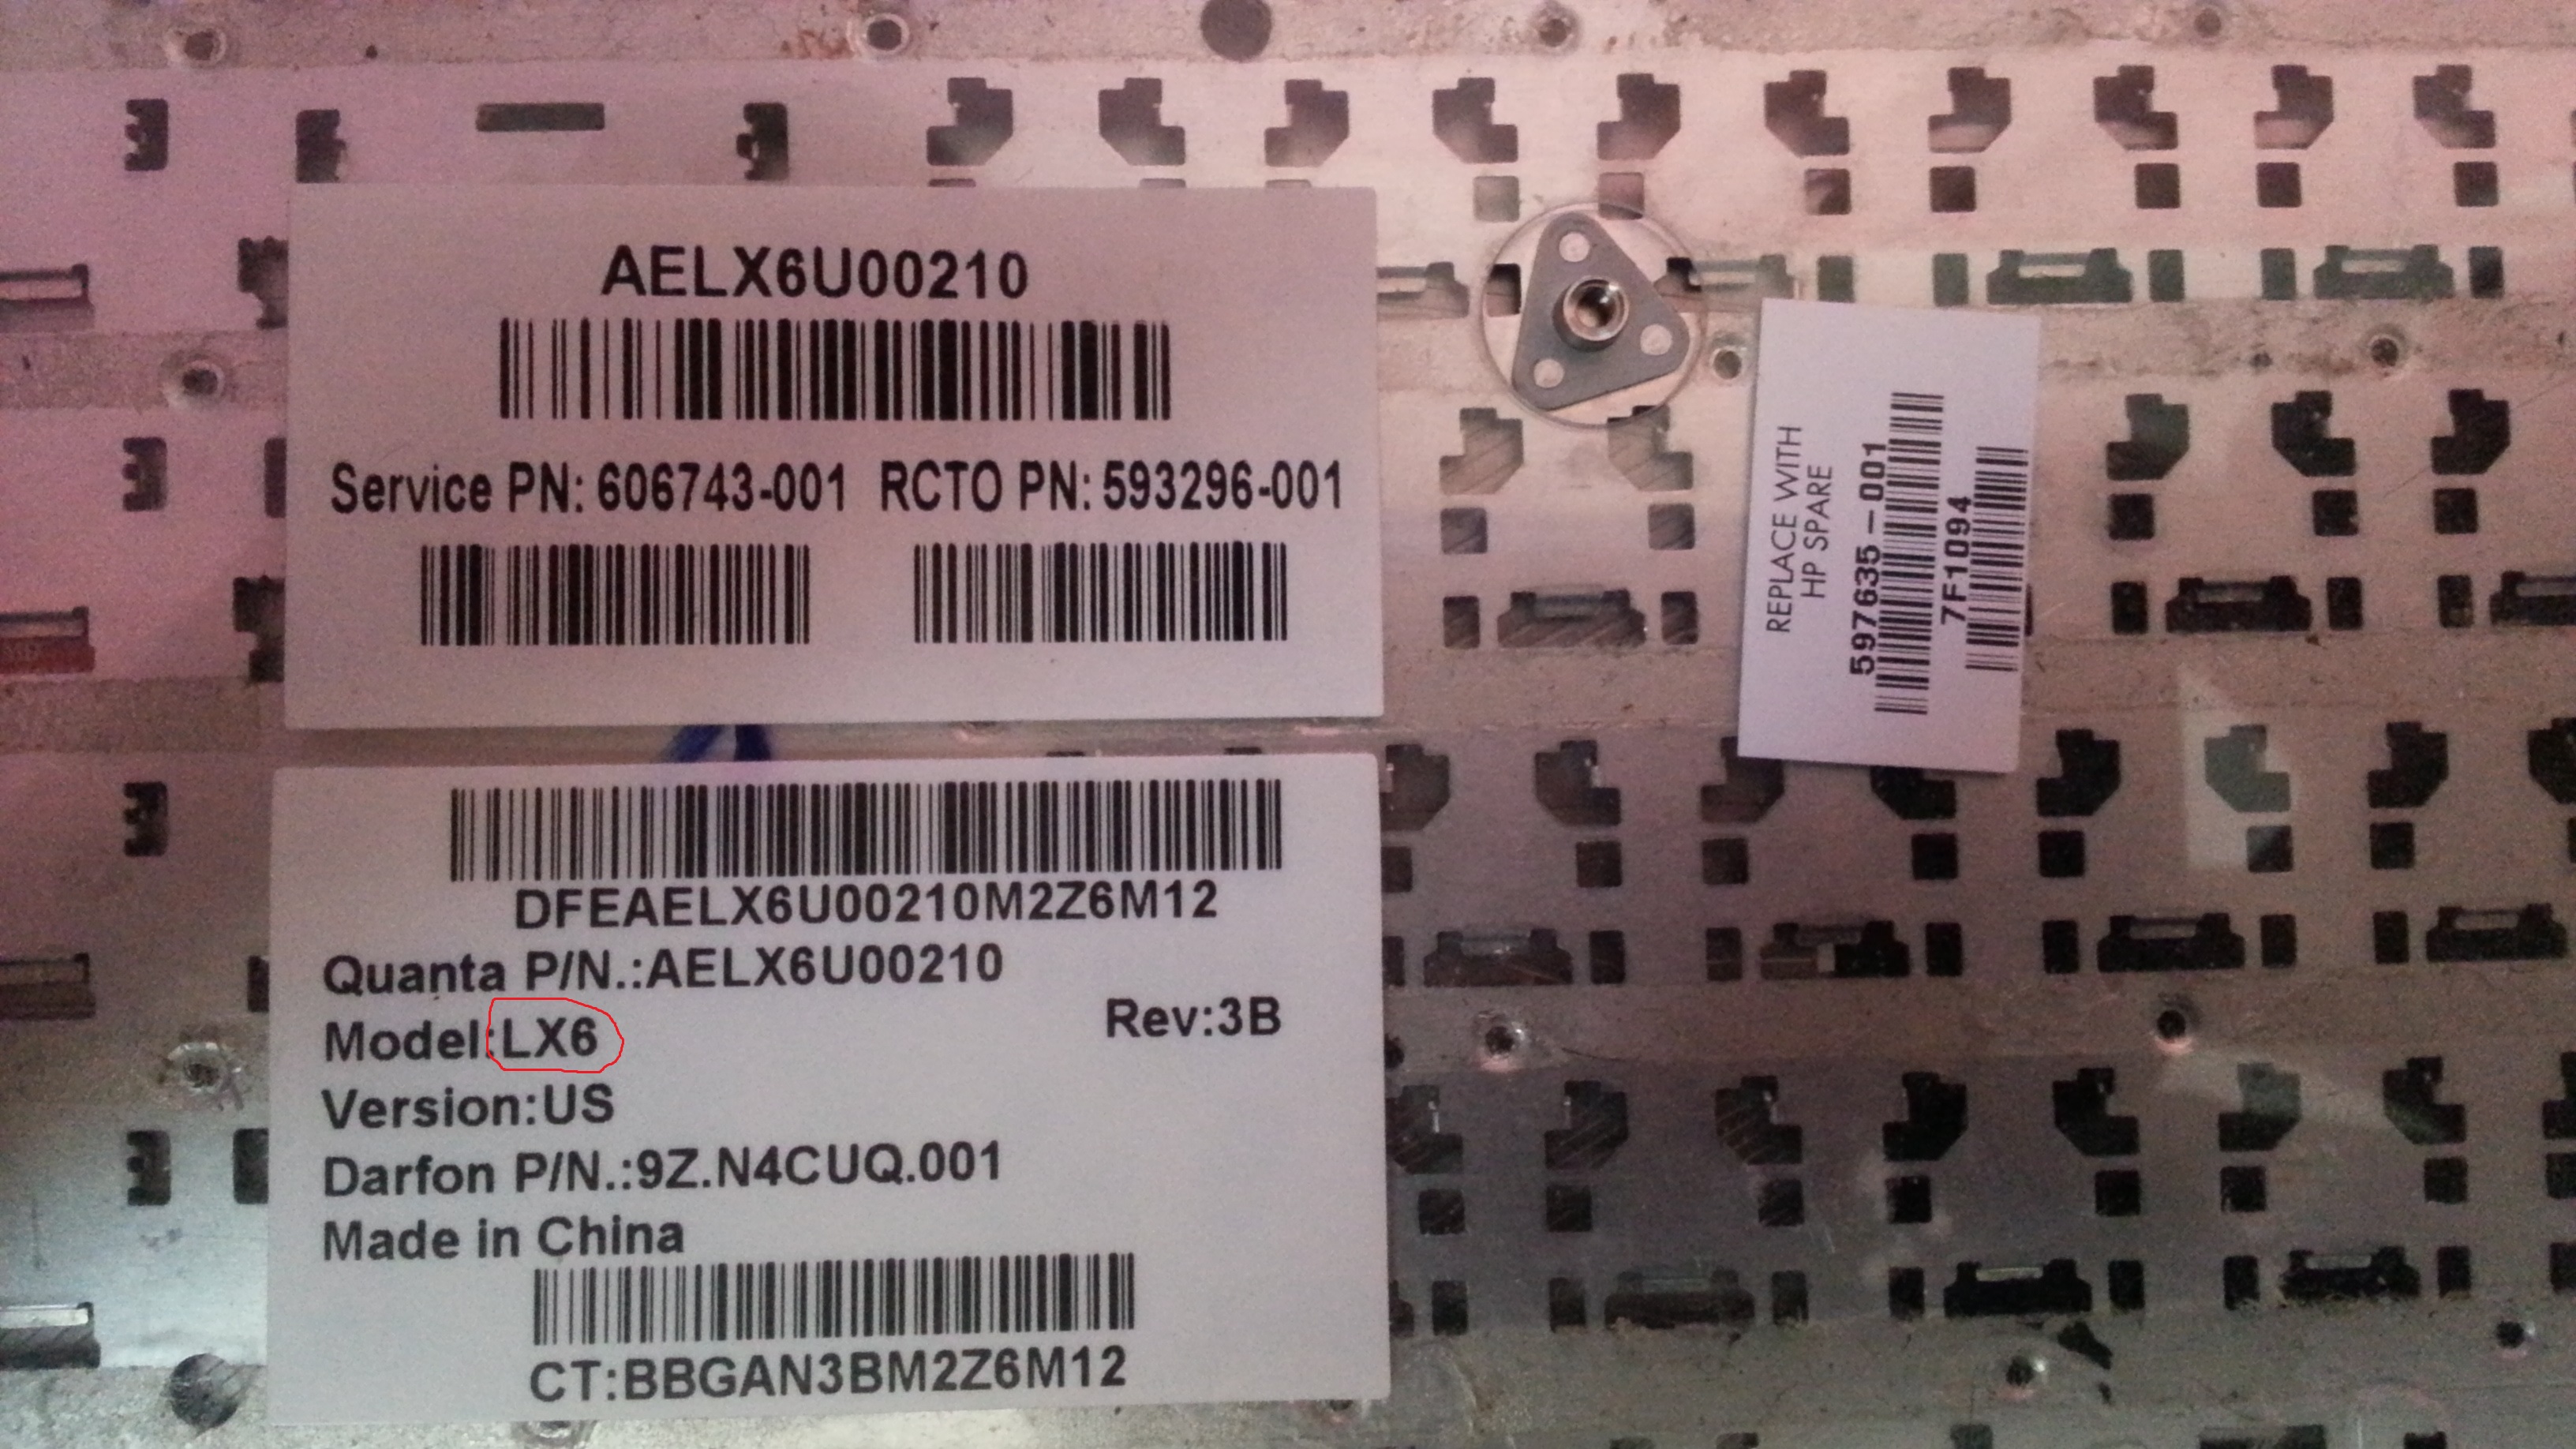 AELX6U00210
Service PN: 606743-001 RCTO PN: 593296-001
REPLACE WITH
HP SPARE
597635-001
7F1094
DFEAELX6U00210M2Z6M12
Quanta P/N.:AELX6U00210
Model:LX6
Rev:3B
Version:US
Darfon P/N.:9Z.N4CUQ.001
Made in China
CT:BBGAN3BM2Z6M12